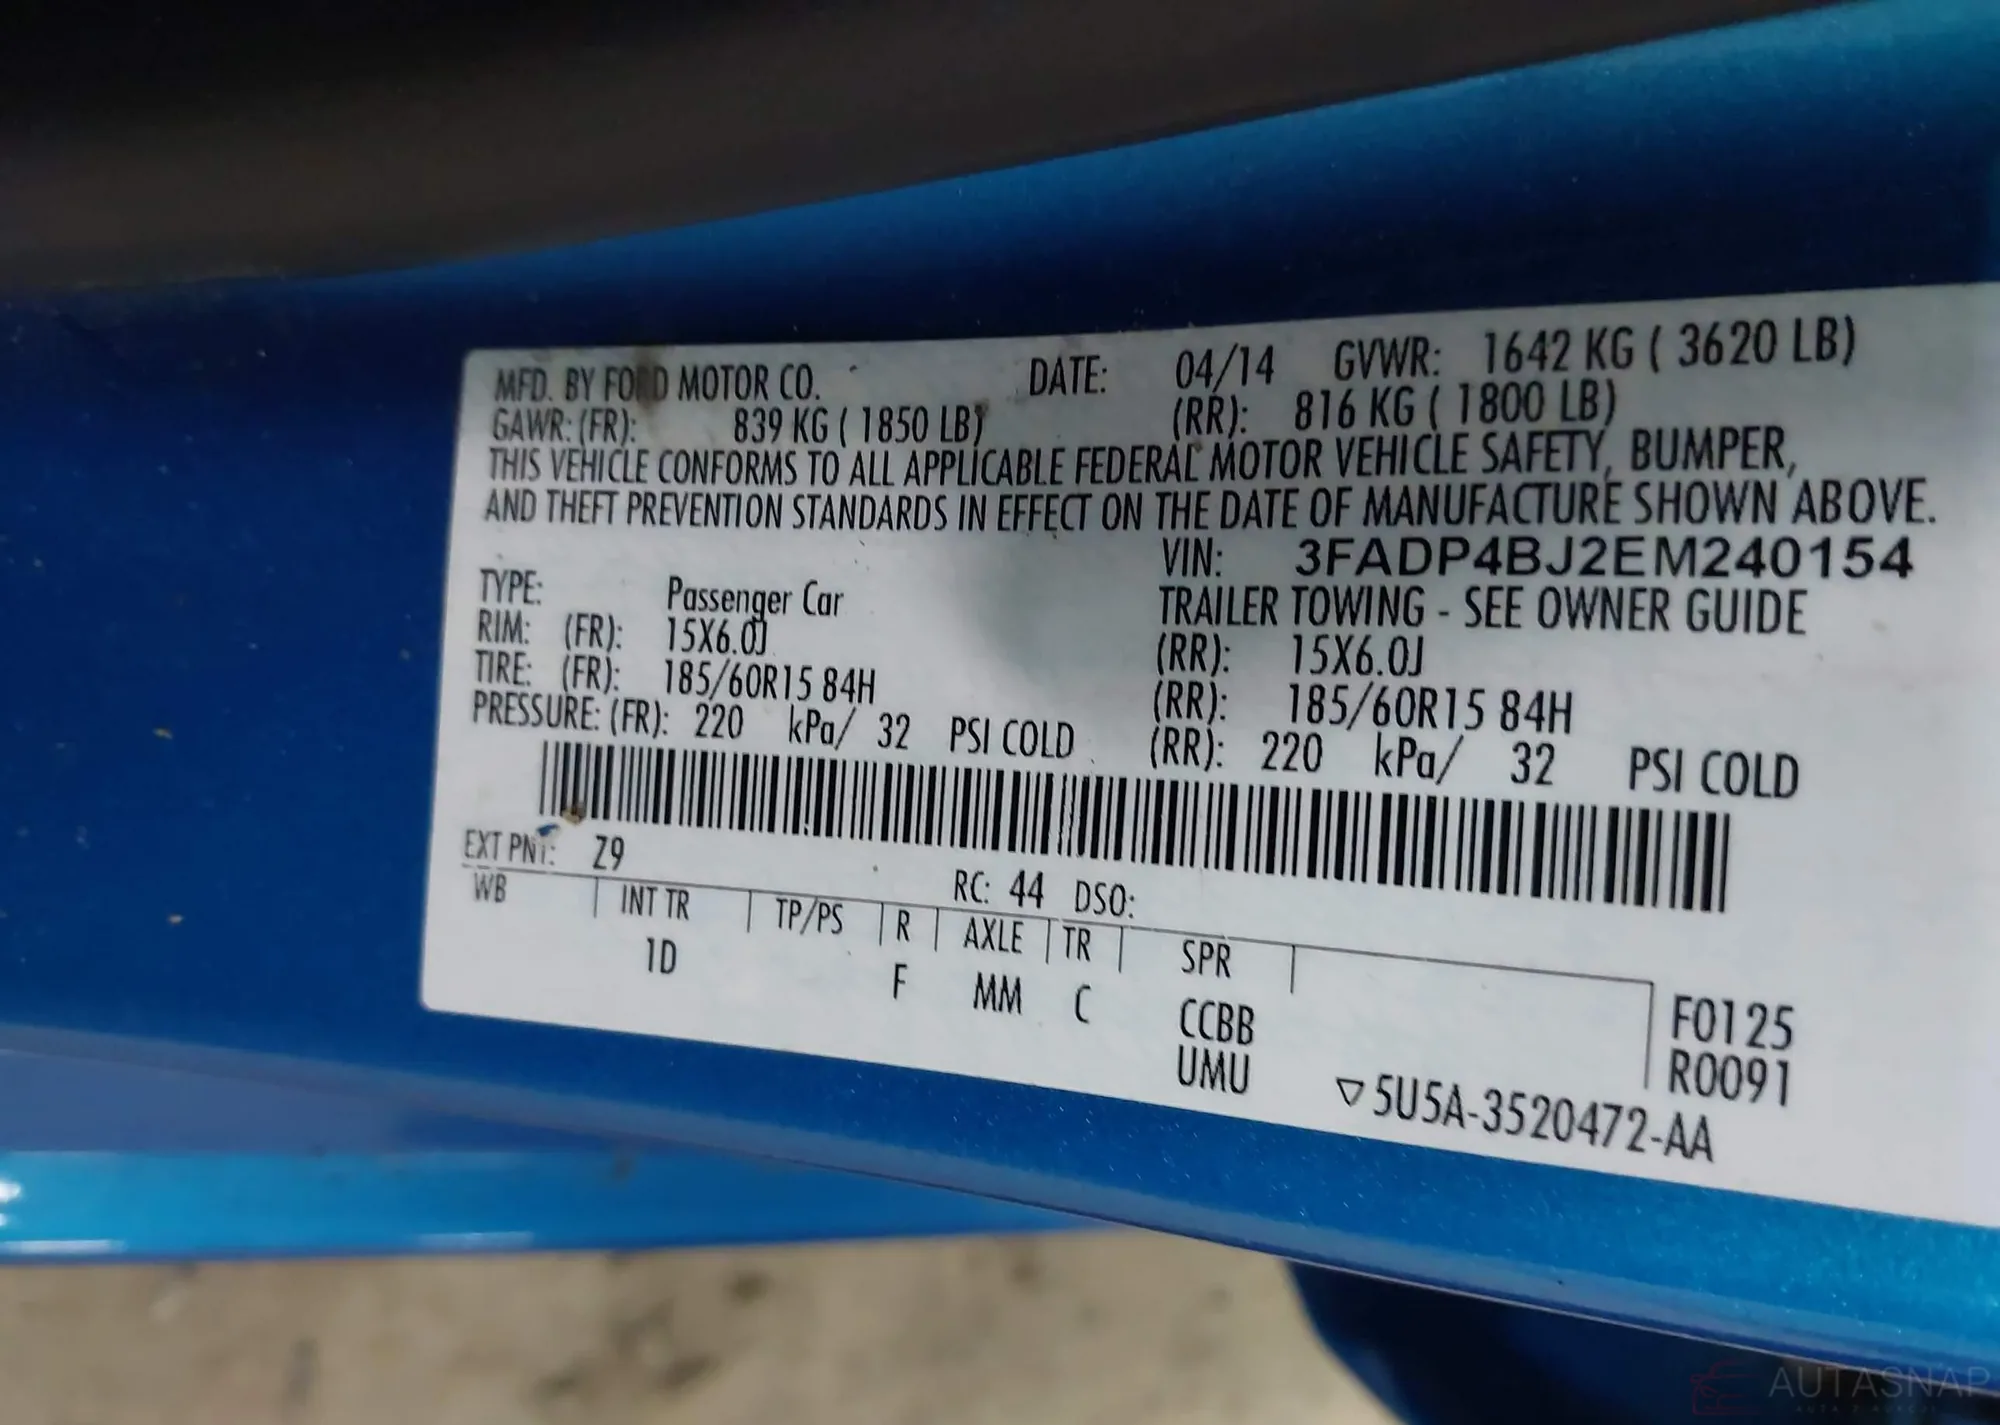 MFD. BY FORD MOTOR CO. DATE: 04/14 GVWR: 1642 KG ( 3620 LB)
GAWR: (FR): 839 KG ( 1850 LB) (RR): 816 KG ( 1800 LB)
THIS VEHICLE CONFORMS TO ALL APPLICABLE FEDERAL MOTOR VEHICLE SAFETY, BUMPER,
AND THEFT PREVENTION STANDARDS IN EFFECT ON THE DATE OF MANUFACTURE SHOWN ABOVE.
VIN: 3FADP4BJ2EM240154
TYPE: Passenger Car TRAILER TOWING - SEE OWNER GUIDE
RIM: (FR): 15X6.0J (RR): 15X6.0J
TIRE: (FR): 185/60R15 84H (RR): 185/60R15 84H
PRESSURE: (FR): 220 kPa/ 32 PSI COLD (RR): 220 kPa/ 32 PSI COLD
EXT PNT: Z9 RC: 44 DSO:
WB INT TR TP/PS R AXLE TR SPR
1D F MM C CCBB F0125
UMU R0091
▽5U5A-3520472-AA
AUTASNAP